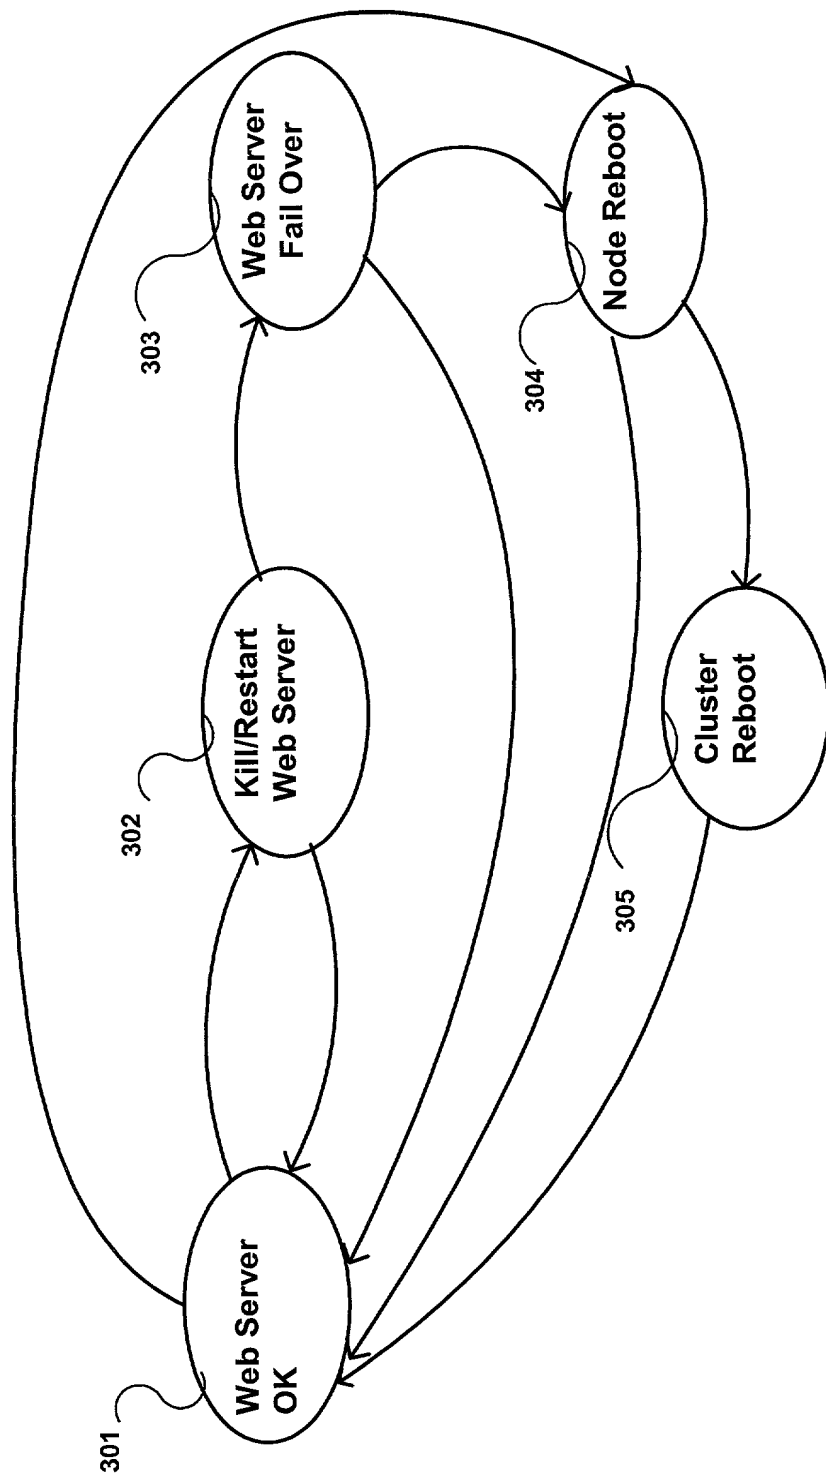 301
Web Server
OK
302
Kill/Restart
Web Server
303
Web Server
Fail Over
304
Node Reboot
305
Cluster
Reboot